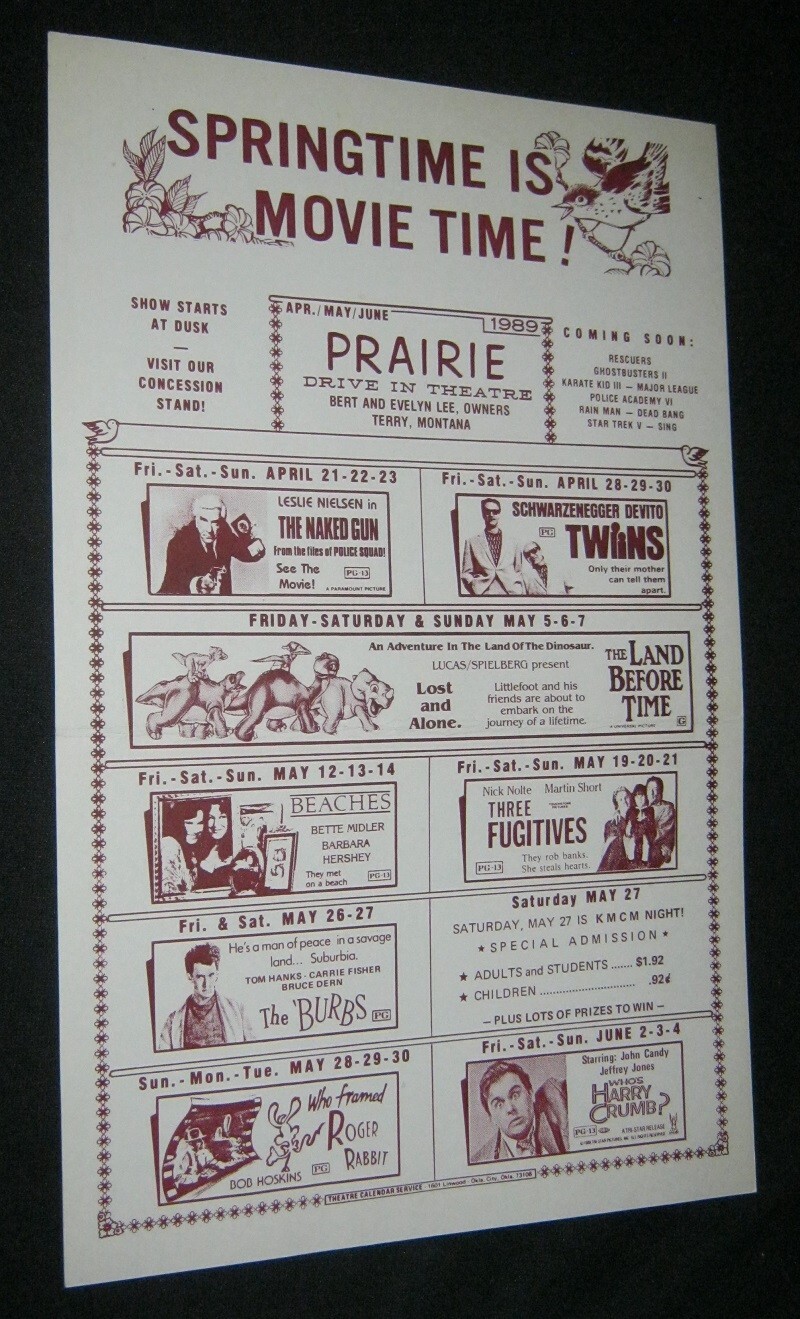 SPRINGTIME IS
MOVIE TIME!
SHOW STARTS
AT DUSK
—
VISIT OUR
CONCESSION
STAND!
APR./MAY/JUNE
1989
PRAIRIE
DRIVE IN THEATRE
BERT AND EVELYN LEE, OWNERS
TERRY, MONTANA
COMING SOON:
RESCUERS
GHOSTBUSTERS II
KARATE KID III — MAJOR LEAGUE
POLICE ACADEMY VI
RAIN MAN — DEAD BANG
STAR TREK V — SING
Fri.-Sat.-Sun. APRIL 21-22-23
LESLIE NIELSEN in
THE NAKED GUN
From the files of POLICE SQUAD!
See The
Movie!
PG-13
A PARAMOUNT PICTURE
Fri.-Sat.-Sun. APRIL 28-29-30
SCHWARZENEGGER DEVITO
PG
TWiiNS
Only their mother
can tell them
apart.
FRIDAY-SATURDAY & SUNDAY MAY 5-6-7
An Adventure In The Land Of The Dinosaur.
LUCAS/SPIELBERG present
Lost
and
Alone.
Littlefoot and his
friends are about to
embark on the
journey of a lifetime.
THE LAND
BEFORE
TIME
A UNIVERSAL PICTURE
G
Fri.-Sat.-Sun. MAY 12-13-14
BEACHES
BETTE MIDLER
BARBARA
HERSHEY
They met
on a beach
PG-13
Fri.-Sat.-Sun. MAY 19-20-21
Nick Nolte Martin Short
THREE
FUGITIVES
PG-13
They rob banks.
She steals hearts.
Fri. & Sat. MAY 26-27
He's a man of peace in a savage
land... Suburbia.
TOM HANKS · CARRIE FISHER
BRUCE DERN
The 'BURBS
PG
Saturday MAY 27
SATURDAY, MAY 27 IS KMCM NIGHT!
★ SPECIAL ADMISSION ★
★ ADULTS and STUDENTS ...... $1.92
★ CHILDREN ............................ .92¢
— PLUS LOTS OF PRIZES TO WIN —
Sun.-Mon.-Tue. MAY 28-29-30
Who framed
ROGER
RABBIT
PG
BOB HOSKINS
Fri.-Sat.-Sun. JUNE 2-3-4
Starring: John Candy
Jeffrey Jones
WHO'S
HARRY
CRUMB?
PG-13
A TRI-STAR RELEASE
THEATRE CALENDAR SERVICE · 1601 Linwood · Okla. City, Okla. 73106